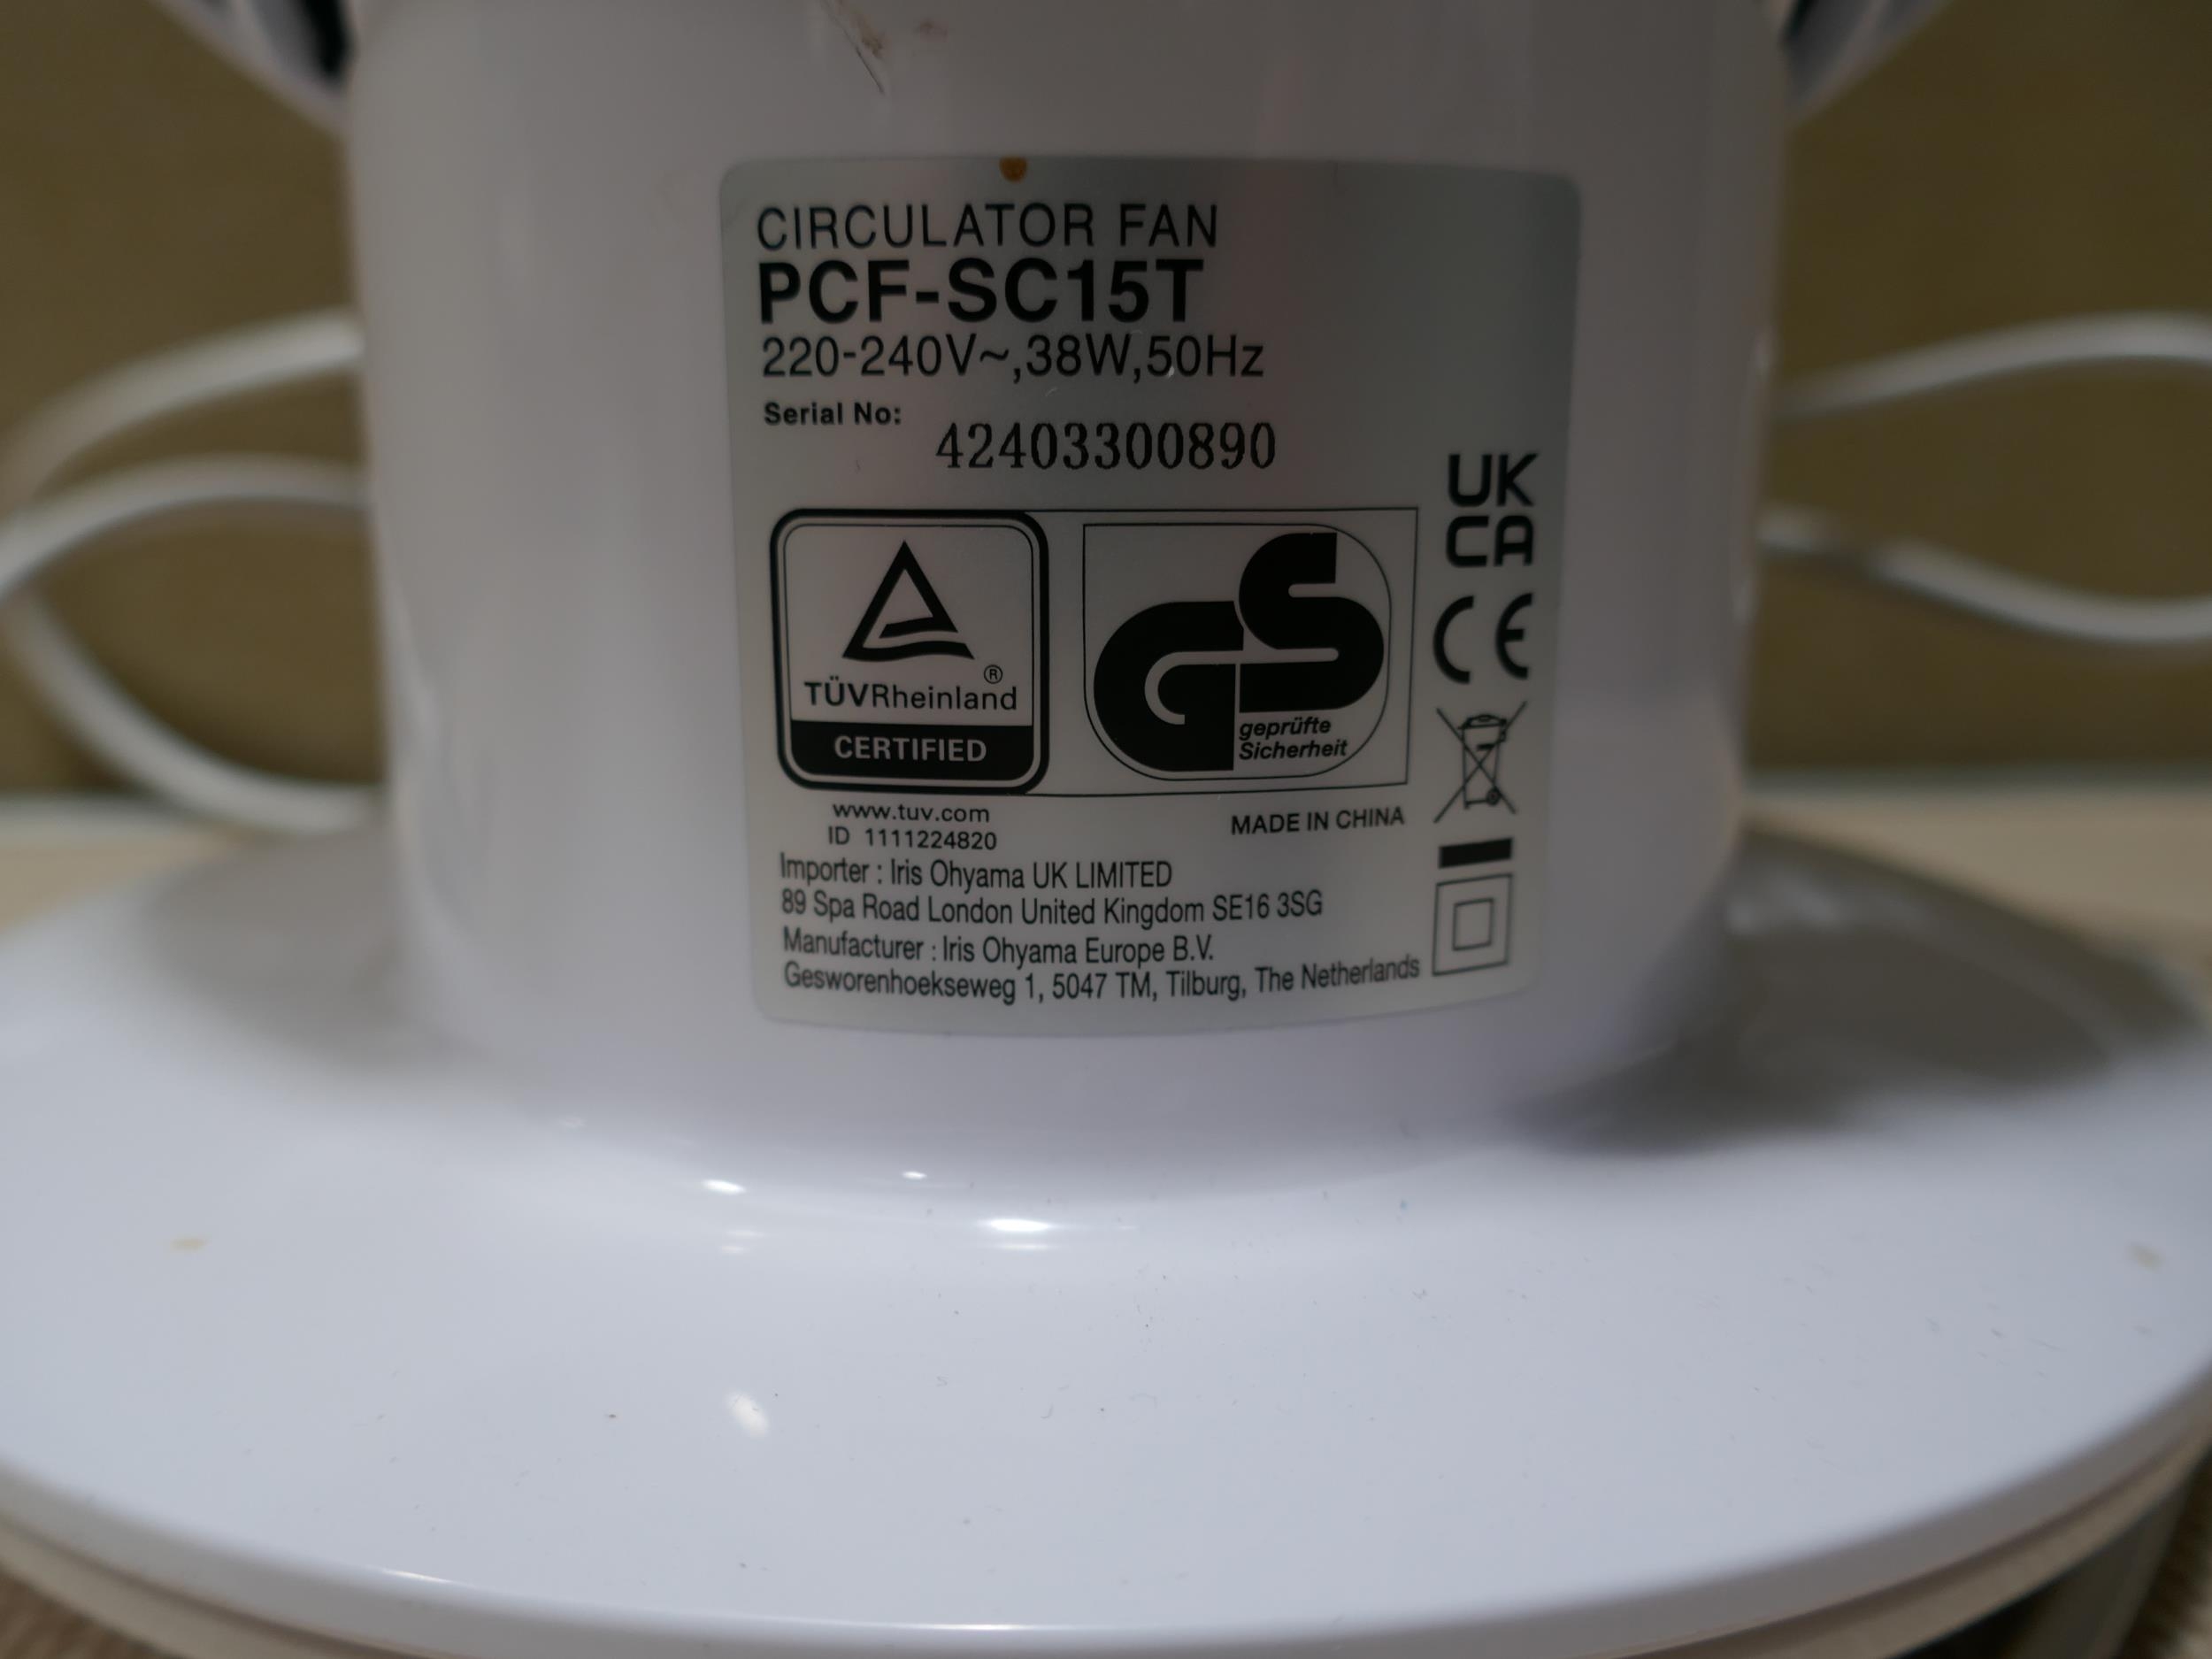 CIRCULATOR FAN
PCF-SC15T
220-240V~,38W,50Hz
Serial No:
42403300890
UK
CA
CE
TÜVRheinland®
CERTIFIED
GS
geprüfte
Sicherheit
www.tuv.com
ID 1111224820
MADE IN CHINA
Importer : Iris Ohyama UK LIMITED
89 Spa Road London United Kingdom SE16 3SG
Manufacturer : Iris Ohyama Europe B.V.
Gesworenhoekseweg 1, 5047 TM, Tilburg, The Netherlands